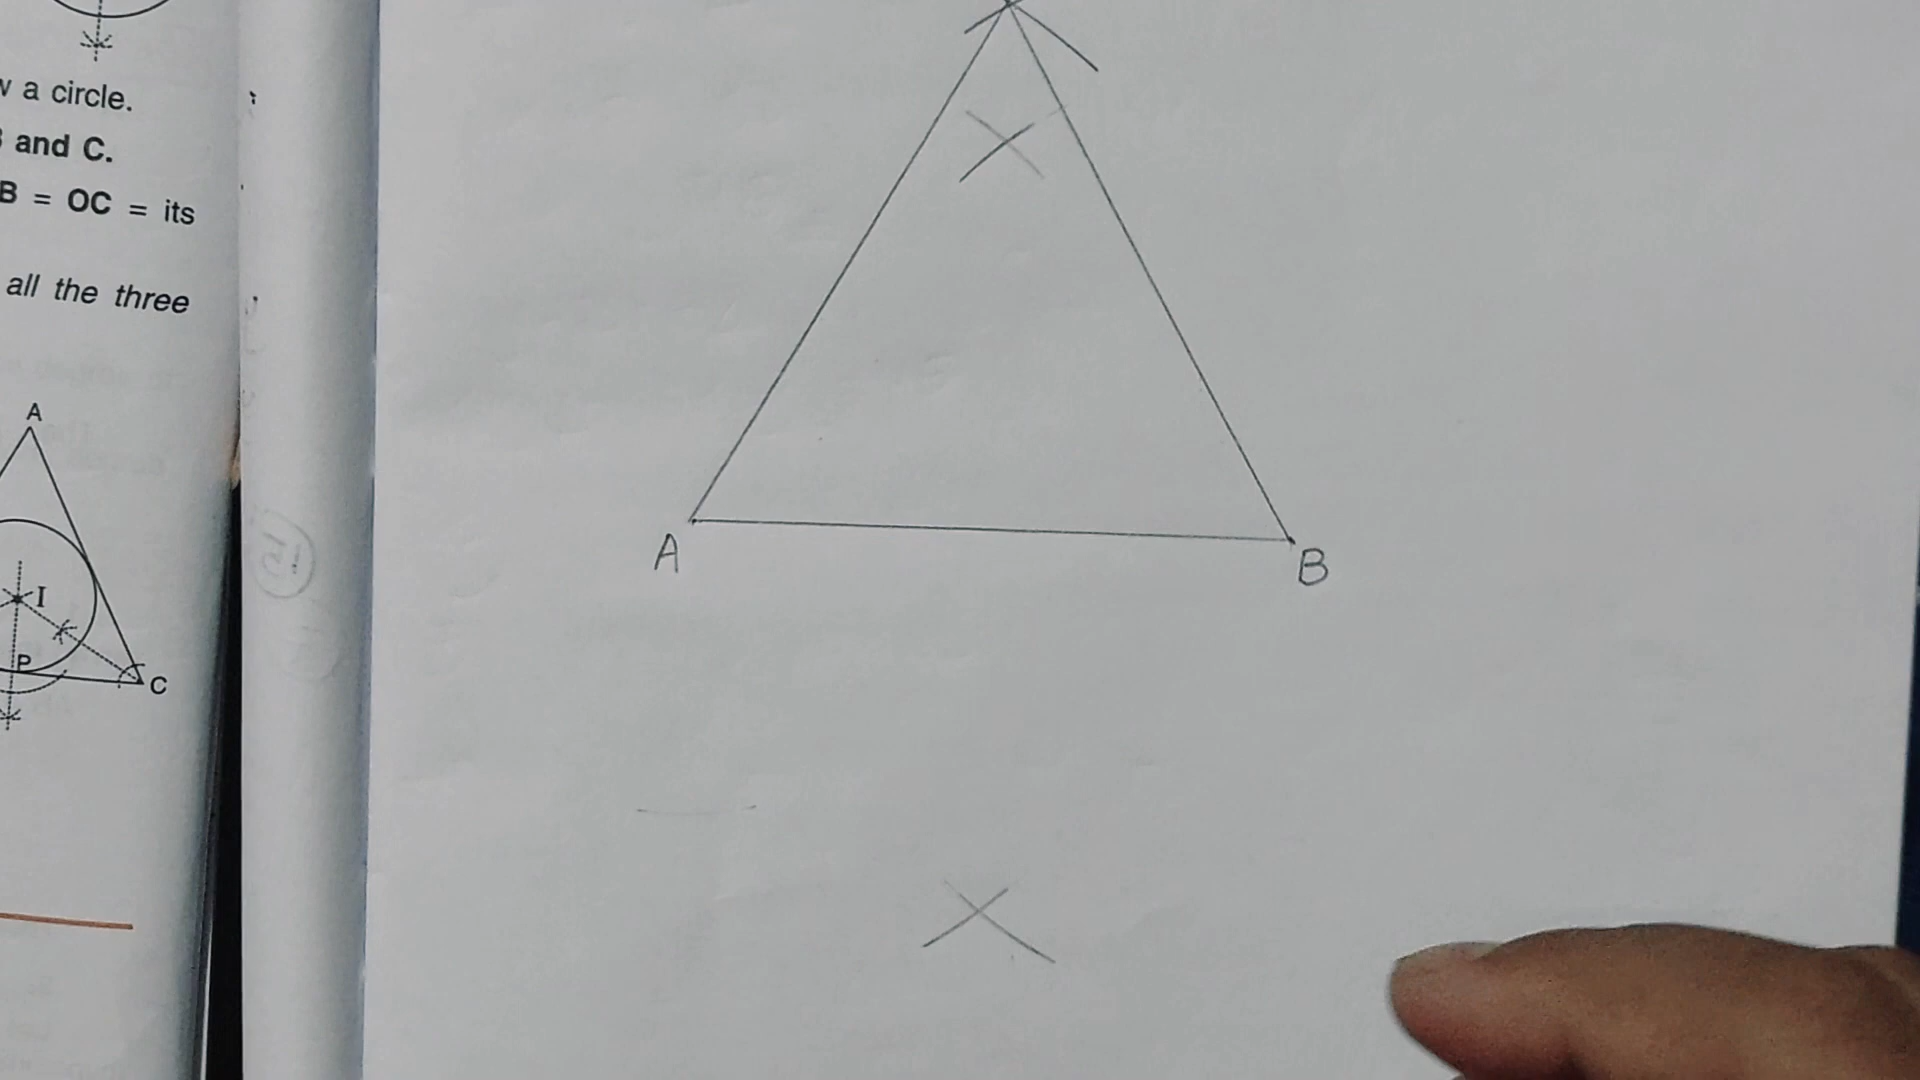 w a circle.
B and C.
B = OC = its
all the three
A
I
P
C
A
B